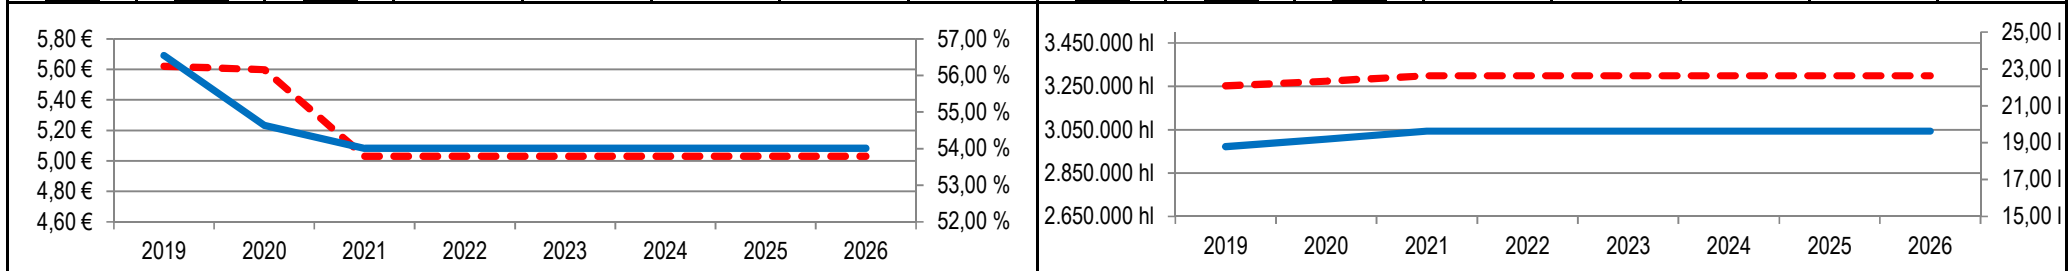 5,80 €
5,60 €
5,40 €
5,20 €
5,00 €
4,80 €
4,60 €
57,00 %
56,00 %
55,00 %
54,00 %
53,00 %
52,00 %
2019 2020 2021 2022 2023 2024 2025 2026
3.450.000 hl
3.250.000 hl
3.050.000 hl
2.850.000 hl
2.650.000 hl
25,00 l
23,00 l
21,00 l
19,00 l
17,00 l
15,00 l
2019 2020 2021 2022 2023 2024 2025 2026